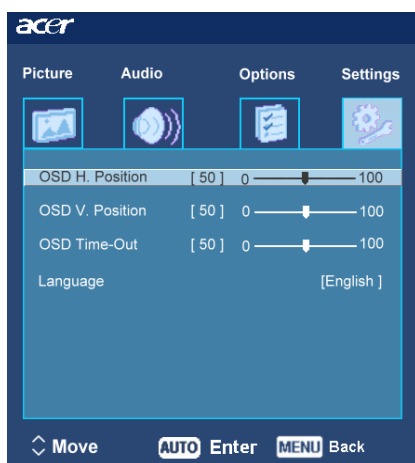 acer
Picture Audio Options Settings
OSD H. Position [ 50 ] 0 100
OSD V. Position [ 50 ] 0 100
OSD Time-Out [ 50 ] 0 100
Language [English ]
Move AUTO Enter MENU Back